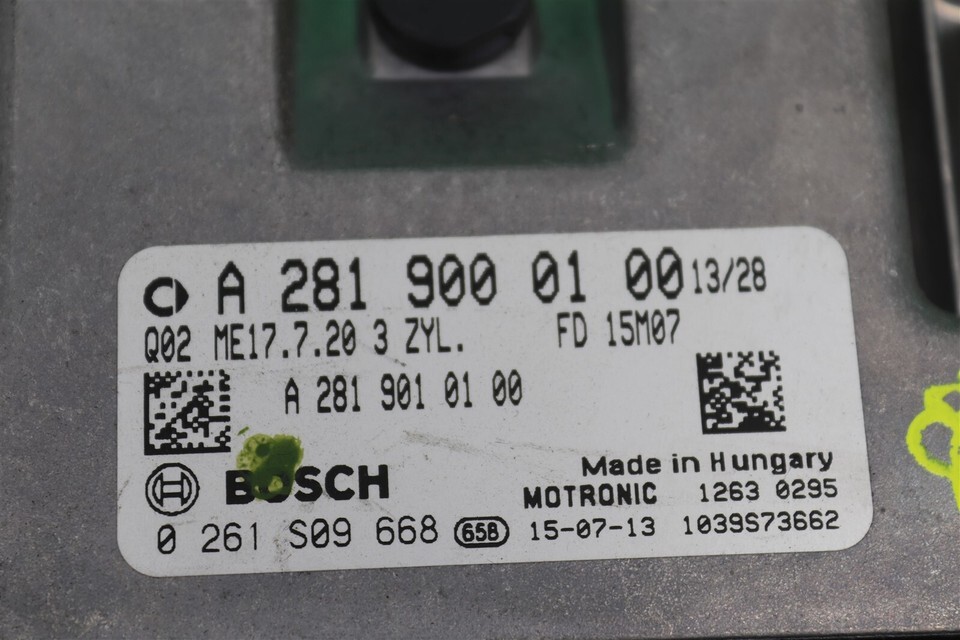 A 281 900 01 00 13/28
Q02 ME17.7.20 3 ZYL. FD 15M07
A 281 901 01 00
BOSCH Made in Hungary
MOTRONIC 1263 0295
0 261 S09 668 658 15-07-13 1039S73662